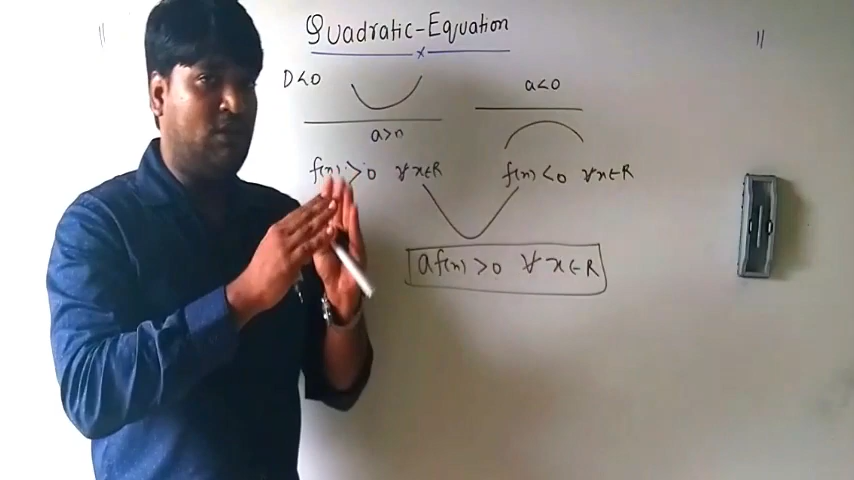 Quadratic-Equation
D<0
a<0
a>0
f(x)>0 ∀x∈R
f(x)<0 ∀x∈R
af(x)>0 ∀ x∈R